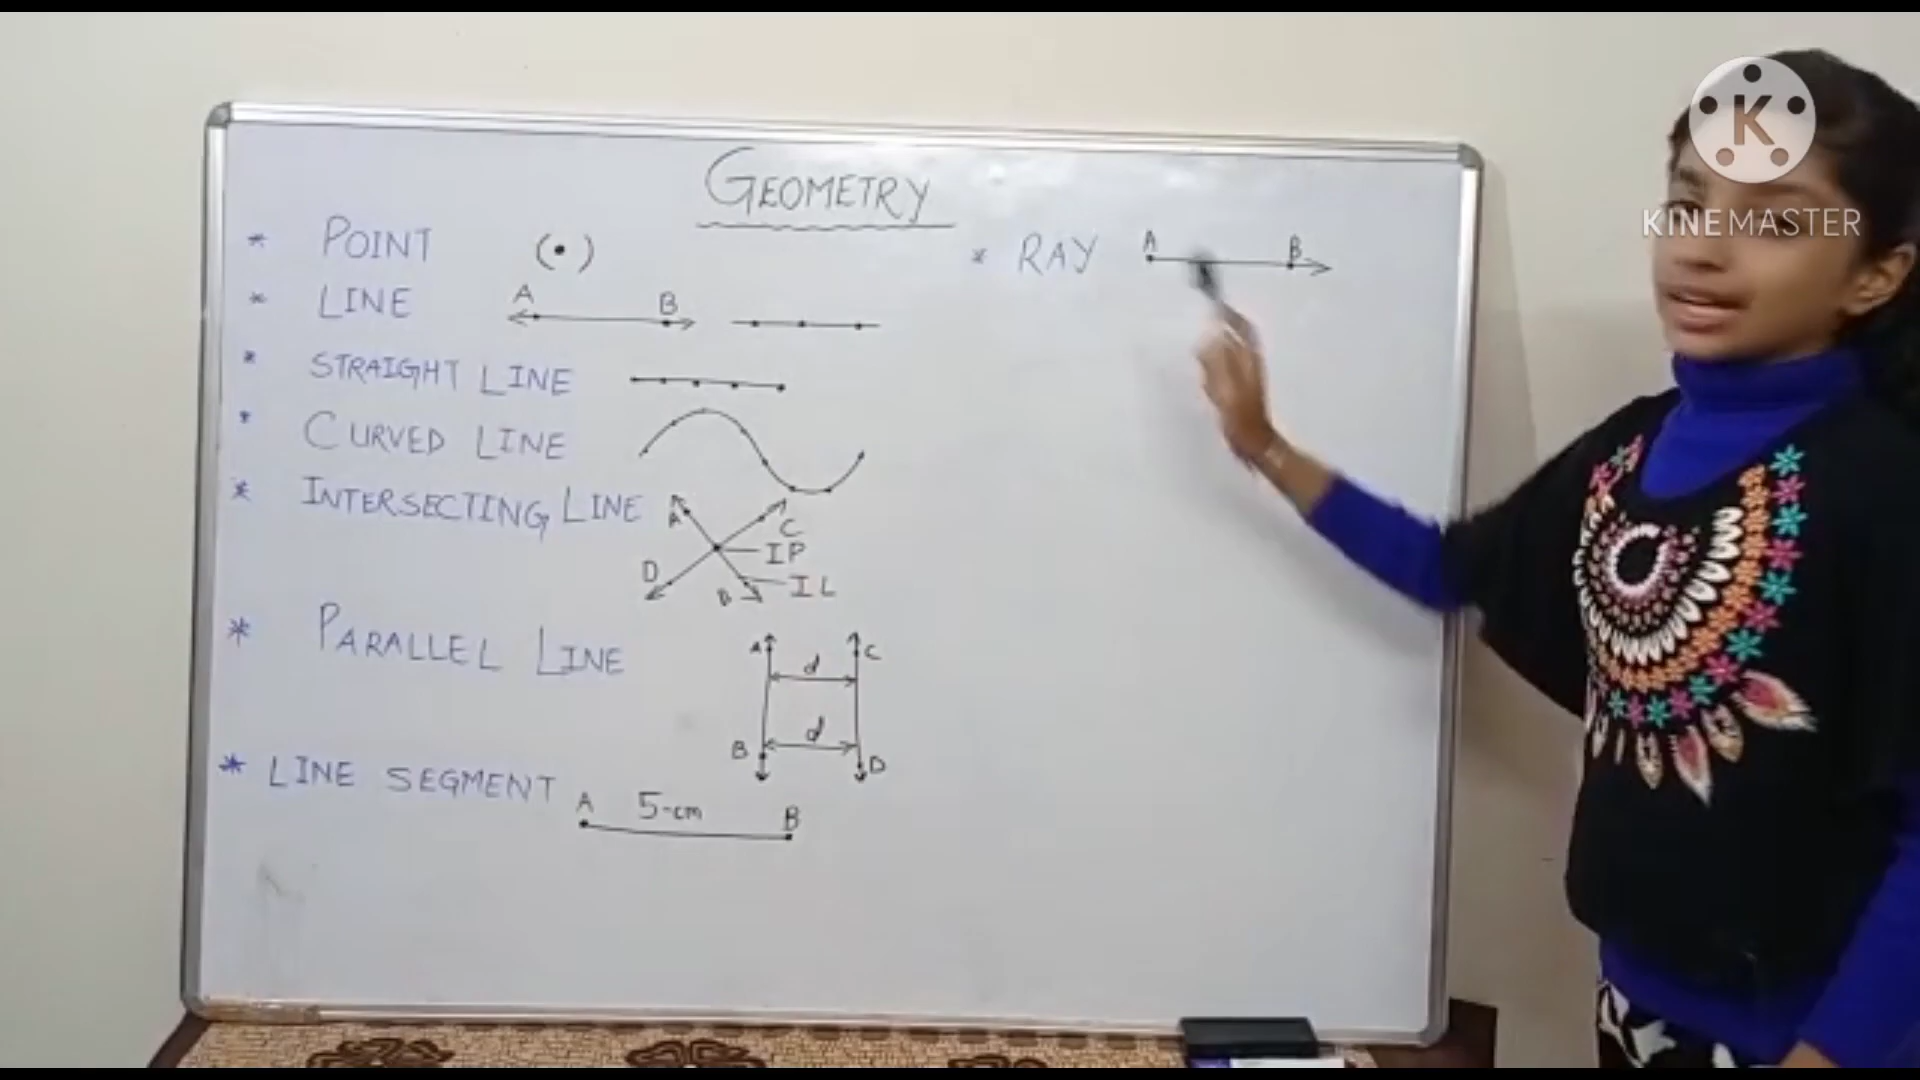 GEOMETRY
* POINT (•)
* LINE A B
* STRAIGHT LINE
* CURVED LINE
* INTERSECTING LINE A C
IP
D B IL
* PARALLEL LINE A C
d
d
B D
* LINE SEGMENT A 5-cm B
* RAY A B
K
KINEMASTER